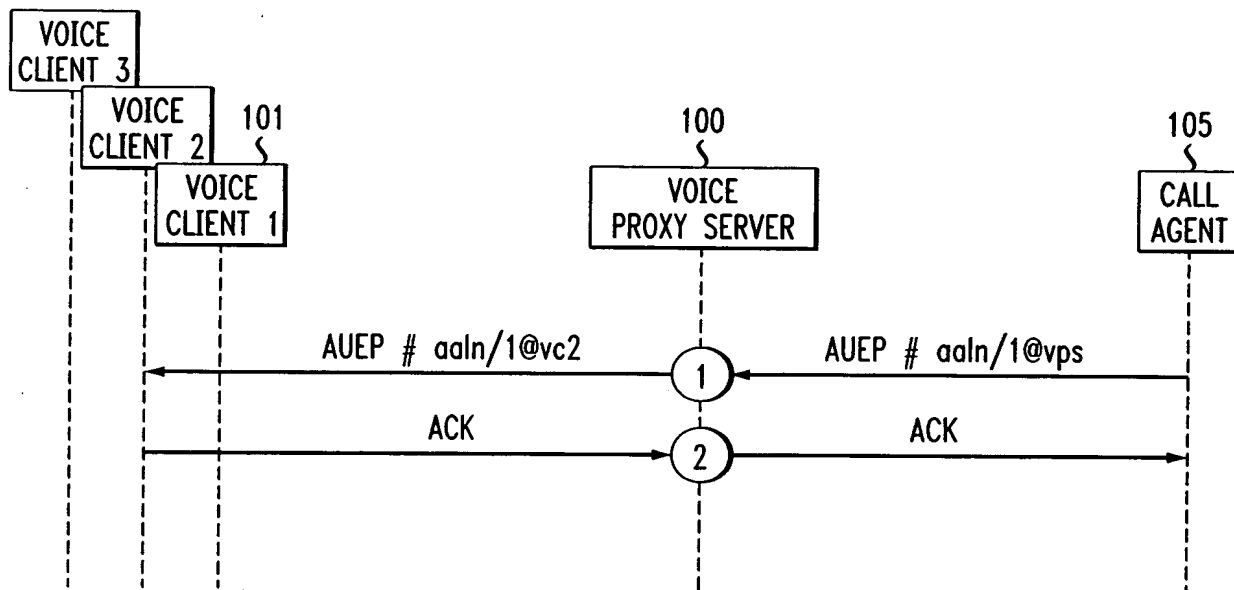 VOICE
CLIENT 3
VOICE
CLIENT 2
101
VOICE
CLIENT 1
100
VOICE
PROXY SERVER
105
CALL
AGENT
AUEP # aaln/1@vc2
1
AUEP # aaln/1@vps
ACK
2
ACK